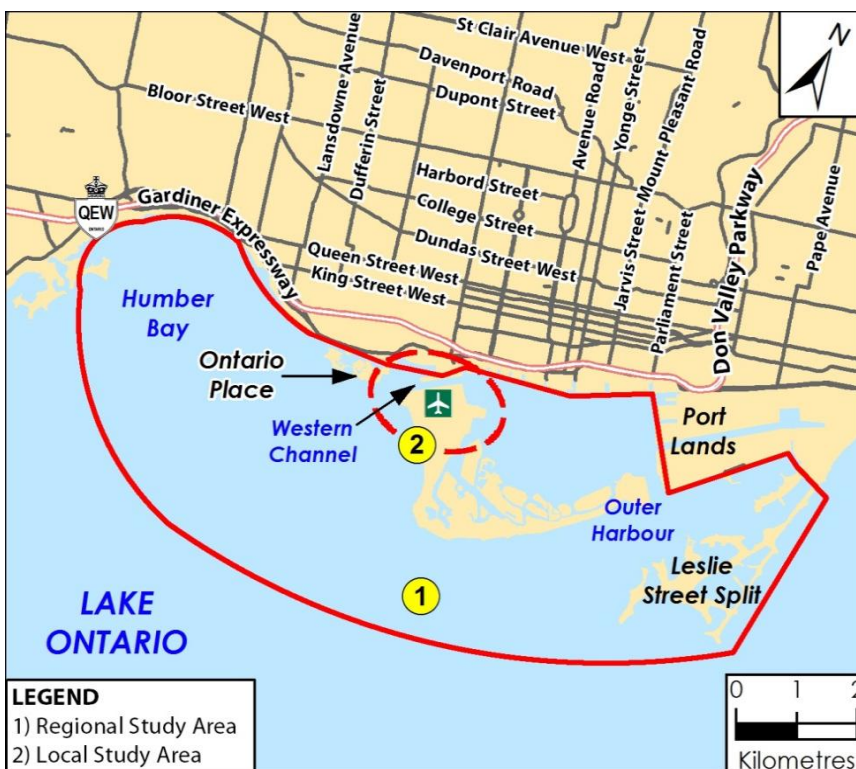 N
St Clair Avenue West
Davenport Road
Dupont Street
Bloor Street West
Lansdowne Avenue
Dufferin Street
Avenue Road
Yonge Street
Mount Pleasant Road
Harbord Street
College Street
Dundas Street West
Queen Street West
King Street West
Jarvis Street
Parliament Street
Don Valley Parkway
Pape Avenue
QEW
ONTARIO
Gardiner Expressway
Humber
Bay
Ontario
Place
Western
Channel
2
Port
Lands
Outer
Harbour
Leslie
Street Split
1
LAKE
ONTARIO
LEGEND
1) Regional Study Area
2) Local Study Area
0 1 2
Kilometres